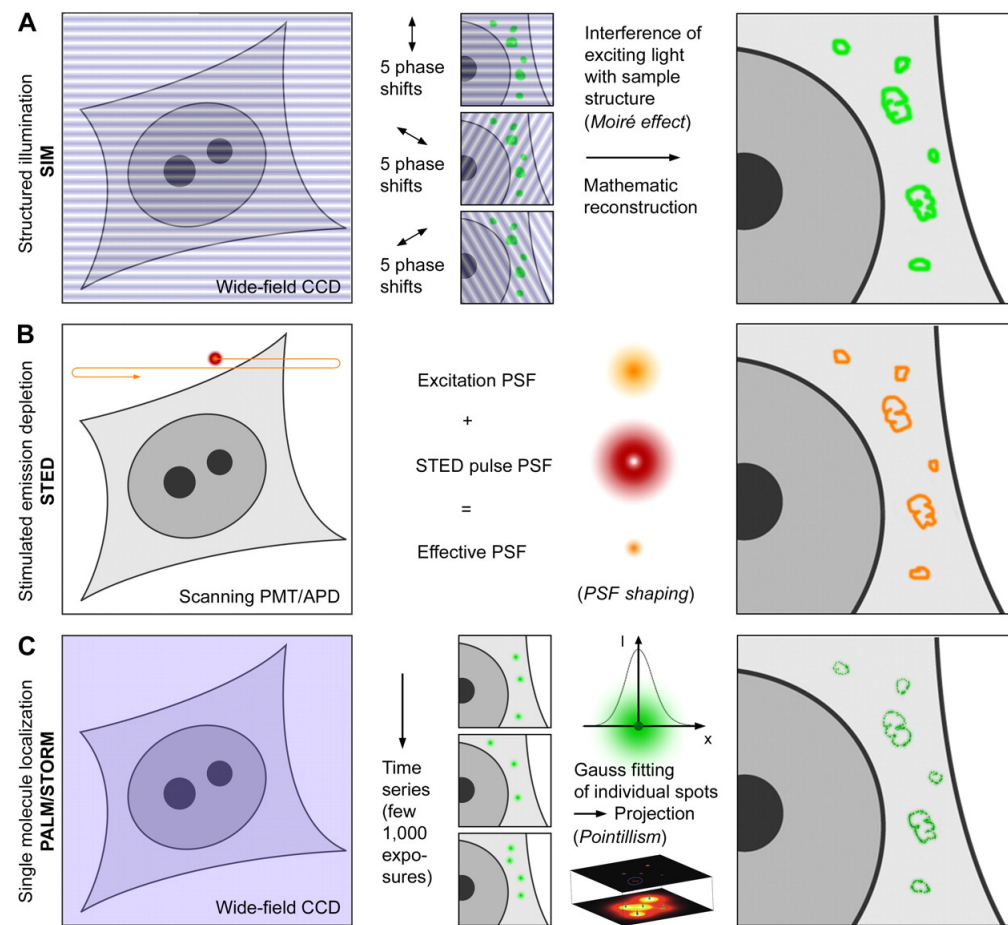 A
Structured illumination
SIM
Wide-field CCD
5 phase
shifts
5 phase
shifts
5 phase
shifts
Interference of
exciting light
with sample
structure
(Moiré effect)
Mathematic
reconstruction
B
Stimulated emission depletion
STED
Scanning PMT/APD
Excitation PSF
+
STED pulse PSF
=
Effective PSF
(PSF shaping)
C
Single molecule localization
PALM/STORM
Wide-field CCD
Time
series
(few
1,000
expo-
sures)
I
x
Gauss fitting
of individual spots
Projection
(Pointillism)